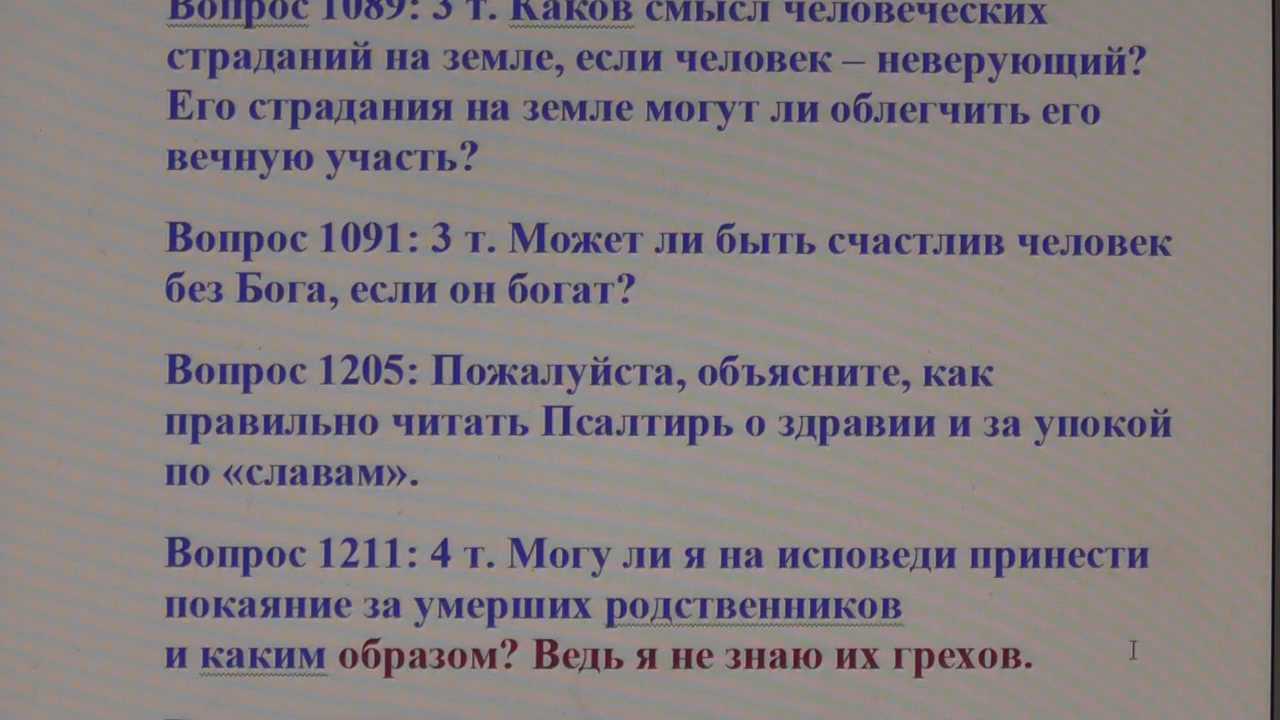 Вопрос 1089: 3 т. Каков смысл человеческих
страданий на земле, если человек – неверующий?
Его страдания на земле могут ли облегчить его
вечную участь?
Вопрос 1091: 3 т. Может ли быть счастлив человек
без Бога, если он богат?
Вопрос 1205: Пожалуйста, объясните, как
правильно читать Псалтирь о здравии и за упокой
по «славам».
Вопрос 1211: 4 т. Могу ли я на исповеди принести
покаяние за умерших родственников
и каким образом? Ведь я не знаю их грехов.